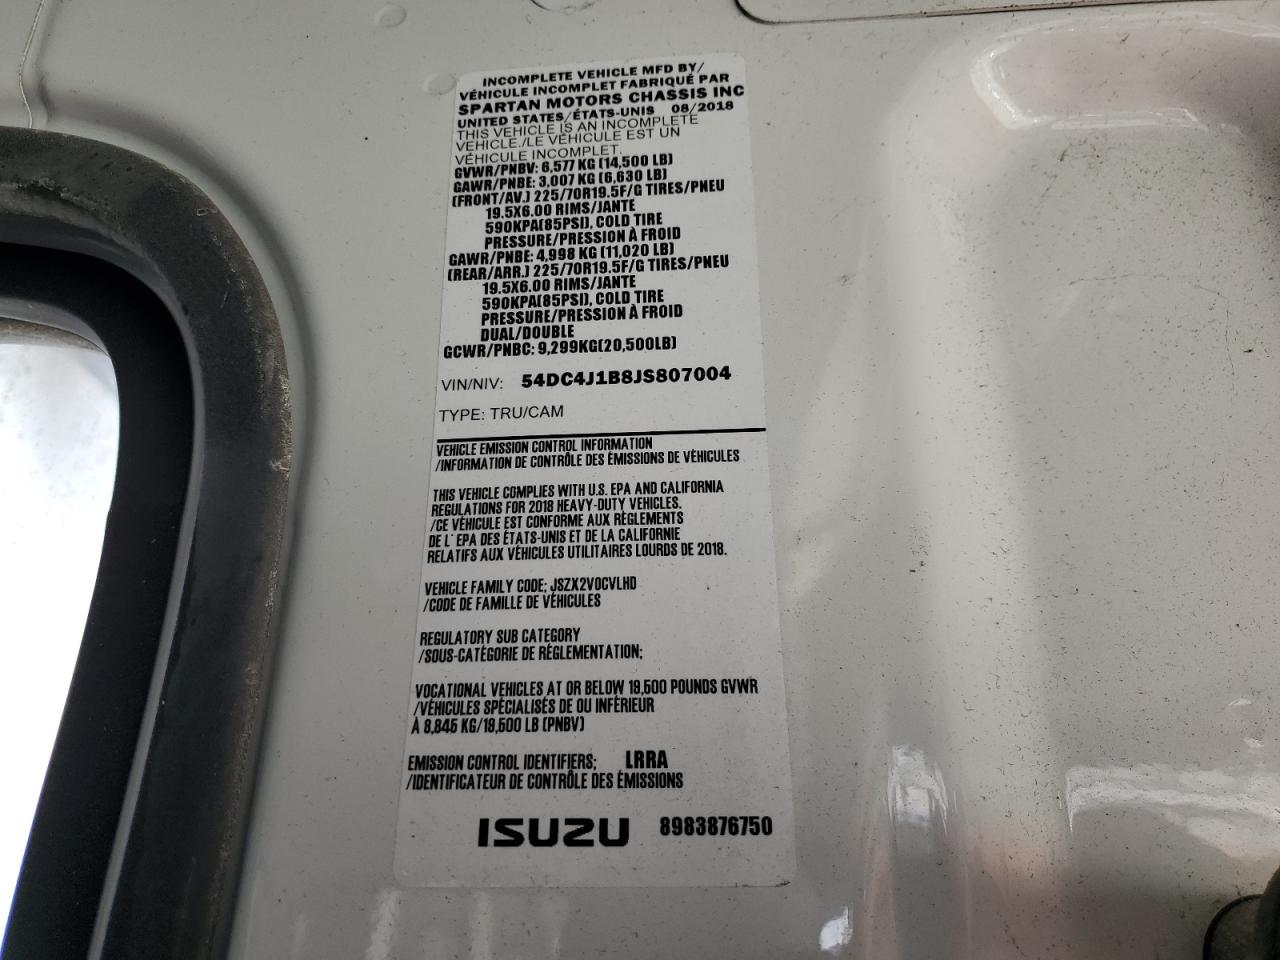 INCOMPLETE VEHICLE MFD BY/
VÉHICULE INCOMPLET FABRIQUÉ PAR
SPARTAN MOTORS CHASSIS INC
UNITED STATES/ÉTATS-UNIS 08/2018
THIS VEHICLE IS AN INCOMPLETE
VEHICLE./LE VÉHICULE EST UN
VÉHICULE INCOMPLET.
GVWR/PNBV: 6,577 KG (14,500 LB)
GAWR/PNBE: 3,007 KG (6,630 LB)
(FRONT/AV.) 225/70R19.5F/G TIRES/PNEU
19.5X6.00 RIMS/JANTE
590KPA(85PSI), COLD TIRE
PRESSURE/PRESSION À FROID
GAWR/PNBE: 4,998 KG (11,020 LB)
(REAR/ARR.) 225/70R19.5F/G TIRES/PNEU
19.5X6.00 RIMS/JANTE
590KPA(85PSI), COLD TIRE
PRESSURE/PRESSION À FROID
DUAL/DOUBLE
GCWR/PNBC: 9,299KG(20,500LB)
VIN/NIV: 54DC4J1B8JS807004
TYPE: TRU/CAM
VEHICLE EMISSION CONTROL INFORMATION
/INFORMATION DE CONTRÔLE DES ÉMISSIONS DE VÉHICULES
THIS VEHICLE COMPLIES WITH U.S. EPA AND CALIFORNIA
REGULATIONS FOR 2018 HEAVY-DUTY VEHICLES.
/CE VÉHICULE EST CONFORME AUX RÈGLEMENTS
DE L' EPA DES ÉTATS-UNIS ET DE LA CALIFORNIE
RELATIFS AUX VÉHICULES UTILITAIRES LOURDS DE 2018.
VEHICLE FAMILY CODE: JSZX2VOCVLHD
/CODE DE FAMILLE DE VÉHICULES
REGULATORY SUB CATEGORY
/SOUS-CATÉGORIE DE RÉGLEMENTATION:
VOCATIONAL VEHICLES AT OR BELOW 19,500 POUNDS GVWR
/VÉHICULES SPÉCIALISÉS DE OU INFÉRIEUR
À 8,845 KG/19,500 LB (PNBV)
EMISSION CONTROL IDENTIFIERS: LRRA
/IDENTIFICATEUR DE CONTRÔLE DES ÉMISSIONS
ISUZU 8983876750